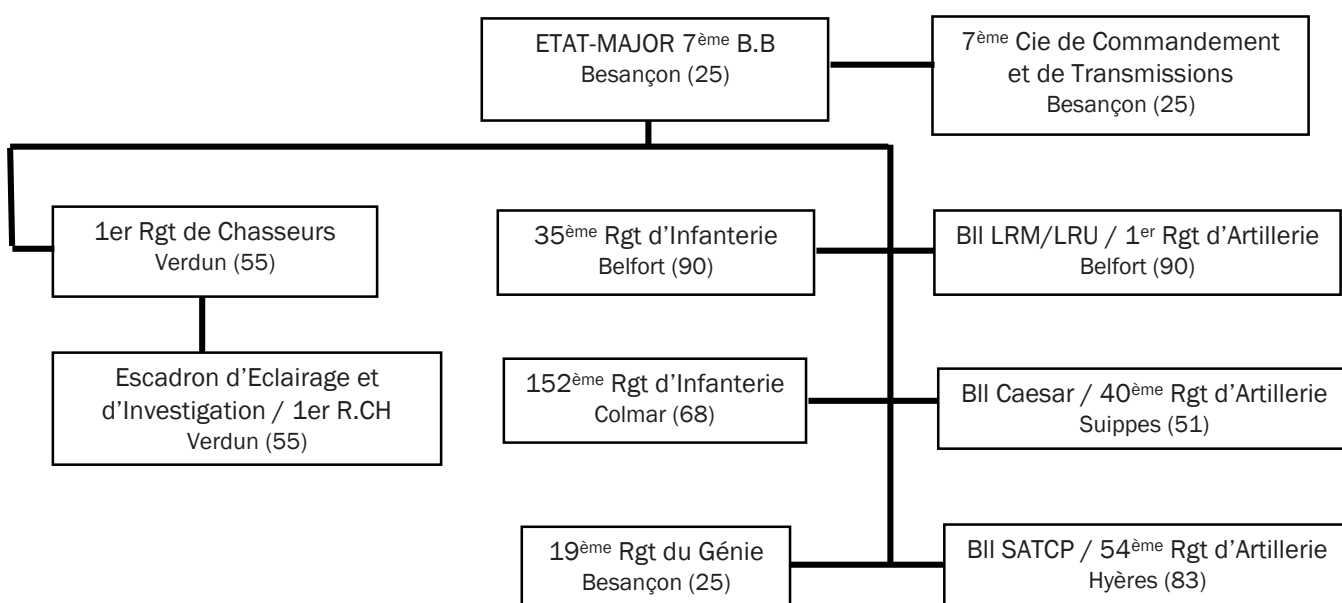 ETAT-MAJOR 7ème B.B
Besançon (25)
7ème Cie de Commandement
et de Transmissions
Besançon (25)
1er Rgt de Chasseurs
Verdun (55)
35ème Rgt d’Infanterie
Belfort (90)
Bll LRM/LRU / 1er Rgt d’Artillerie
Belfort (90)
Escadron d’Eclairage et
d’Investigation / 1er R.CH
Verdun (55)
152ème Rgt d’Infanterie
Colmar (68)
Bll Caesar / 40ème Rgt d’Artillerie
Suippes (51)
19ème Rgt du Génie
Besançon (25)
Bll SATCP / 54ème Rgt d’Artillerie
Hyères (83)